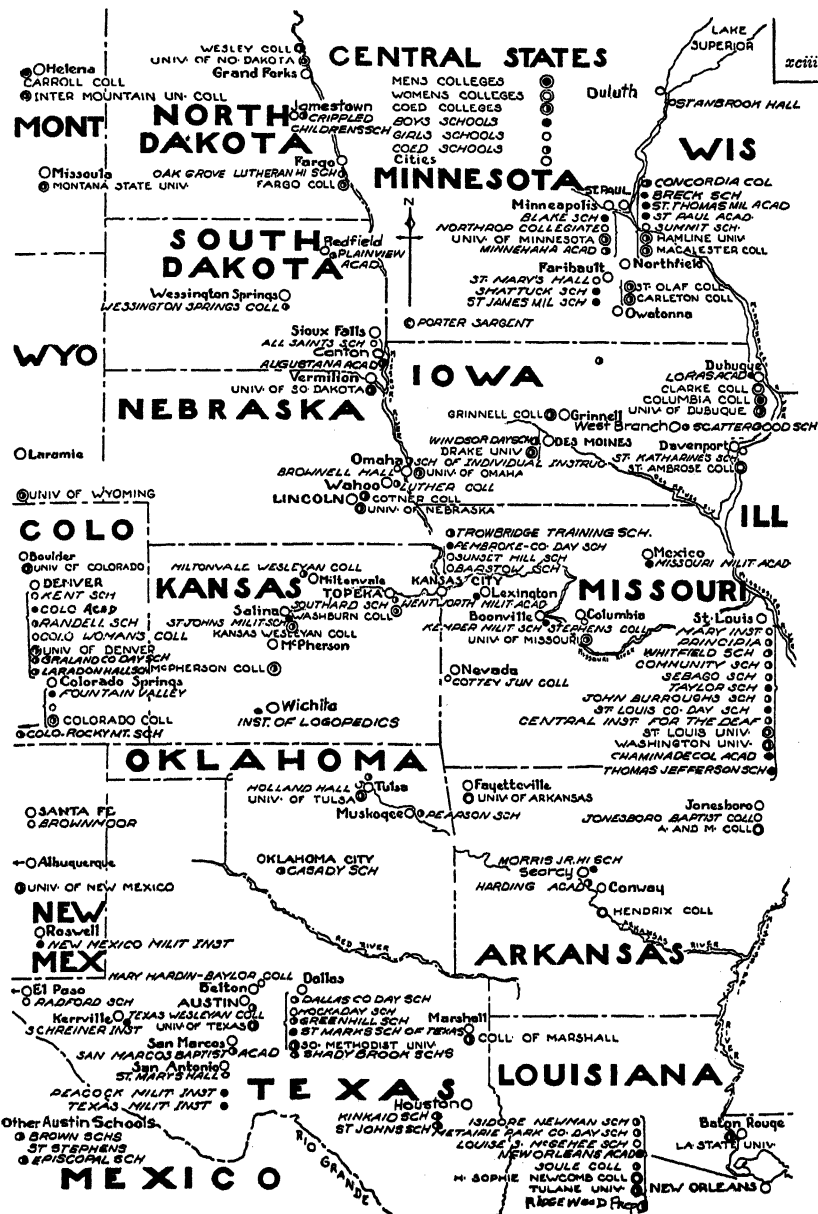 LAKE
SUPERIOR
xciii
CENTRAL STATES
MENS COLLEGES
WOMENS COLLEGES
COED COLLEGES
BOYS SCHOOLS
GIRLS SCHOOLS
COED SCHOOLS
Cities
WESLEY COLL
UNIV OF NO. DAKOTA
Grand Forks
Helena
CARROLL COLL
INTER MOUNTAIN UN. COLL
MONT
NORTH
DAKOTA
Jamestown
CRIPPLED
CHILDRENS SCH
Fargo
OAK GROVE LUTHERAN HI SCH
FARGO COLL
Missoula
MONTANA STATE UNIV
Duluth
STANBROOK HALL
WIS
MINNESOTA
ST. PAUL
CONCORDIA COL
BRECK SCH
ST. THOMAS MIL ACAD
ST PAUL ACAD
SUMMIT SCH.
HAMLINE UNIV
MACALESTER COLL
Minneapolis
BLAKE SCH
NORTHROP COLLEGIATE
UNIV OF MINNESOTA
MINNEHAHA ACAD
N
Northfield
ST. OLAF COLL
CARLETON COLL
Faribault
ST. MARY'S HALL
SHATTUCK SCH
ST JAMES MIL SCH
Owatonna
PORTER SARGENT
SOUTH
DAKOTA
Redfield
PLAINVIEW
ACAD
Wessington Springs
WESSINGTON SPRINGS COLL
Sioux Falls
ALL SAINTS SCH
Canton
AUGUSTANA ACAD
Vermilion
UNIV OF SO DAKOTA
WYO
Laramie
UNIV OF WYOMING
NEBRASKA
Omaha
SCH OF INDIVIDUAL INSTRUC
BROWNELL HALL
UNIV. OF OMAHA
Wahoo
LUTHER COLL
LINCOLN
COTNER COLL
UNIV. OF NEBRASKA
IOWA
Dubuque
LORAS ACAD
CLARKE COLL
COLUMBIA COLL
UNIV OF DUBUQUE
GRINNELL COLL
Grinnell
West Branch
SCATTERGOOD SCH
WINDSOR DAY SCH
DRAKE UNIV
DES MOINES
Davenport
ST. KATHARINE'S SCH
ST. AMBROSE COLL
ILL
COLO
Boulder
UNIV OF COLORADO
DENVER
KENT SCH
COLO ACAD
RANDELL SCH
COLO WOMAN'S COLL
UNIV OF DENVER
GRALAND CO DAY SCH
LARADON HALL SCH
Colorado Springs
FOUNTAIN VALLEY
COLORADO COLL
COLO. ROCKY MT. SCH
KANSAS
MILTONVALE WESLEYAN COLL
Miltonvale
TOPEKA
SOUTHARD SCH
WASHBURN COLL
Salina
ST JOHNS MILIT SCH
KANSAS WESLEYAN COLL
McPherson
McPHERSON COLL
Wichita
INST. OF LOGOPEDICS
TROWBRIDGE TRAINING SCH.
PEMBROKE-CO. DAY SCH
SUNSET HILL SCH
BARSTOW SCH
KANSAS CITY
Lexington
WENTWORTH MILIT. ACAD
MISSOURI
Mexico
MISSOURI MILIT ACAD
Boonville
KEMPER MILIT SCH
Columbia
STEPHENS COLL
UNIV OF MISSOURI
MISSOURI RIVER
Nevada
COTTEY JUN COLL
St. Louis
MARY INST
PRINCIPIA
WHITFIELD SCH
COMMUNITY SCH
SEBAGO SCH
TAYLOR SCH
JOHN BURROUGHS SCH
ST LOUIS CO. DAY SCH
CENTRAL INST FOR THE DEAF
ST LOUIS UNIV
WASHINGTON UNIV
CHAMINADE COL ACAD
THOMAS JEFFERSON SCH
OKLAHOMA
HOLLAND HALL
UNIV. OF TULSA
Tulsa
Muskogee
PEARSON SCH
OKLAHOMA CITY
CASADY SCH
RED RIVER
Fayetteville
UNIV OF ARKANSAS
Jonesboro
JONESBORO BAPTIST COLL
A. AND M. COLL
MORRIS JR. HI SCH
Searcy
HARDING ACAD
Conway
HENDRIX COLL
ARKANSAS RIVER
ARKANSAS
SANTA FE
BROWNMOOR
Albuquerque
UNIV OF NEW MEXICO
NEW
Roswell
NEW MEXICO MILIT INST
MEX
El Paso
RADFORD SCH
MARY HARDIN-BAYLOR COLL
Belton
AUSTIN
Kerrville
TEXAS WESLEYAN COLL
SCHREINER INST
UNIV OF TEXAS
San Marcos
SAN MARCOS BAPTIST ACAD
San Antonio
ST. MARYS HALL
PEACOCK MILIT INST
TEXAS MILIT INST
Dallas
DALLAS CO DAY SCH
HOCKADAY SCH
GREENHILL SCH
ST MARKS SCH OF TEXAS
SO. METHODIST UNIV
SHADY BROOK SCHS
Marshall
COLL. OF MARSHALL
TEXAS
Houston
KINKAID SCH
ST JOHNS SCH
Other Austin Schools
BROWN SCHS
ST STEPHENS
EPISCOPAL SCH
MEXICO
RIO GRANDE
LOUISIANA
RIVER
ISIDORE NEWMAN SCH
METAIRIE PARK CO. DAY SCH
LOUISE S. McGEHEE SCH
NEW ORLEANS ACAD
SOULE COLL
H. SOPHIE NEWCOMB COLL
TULANE UNIV.
RIDGEWOOD PREP
Baton Rouge
LA STATE UNIV.
NEW ORLEANS